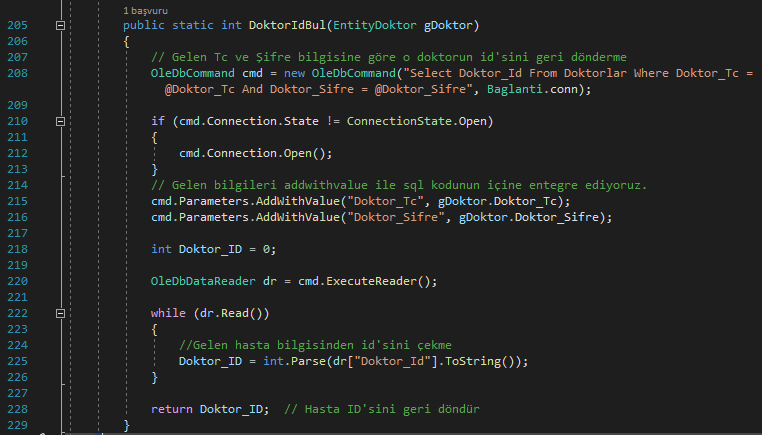 1 başvuru
205 public static int DoktorIdBul(EntityDoktor gDoktor)
206 {
207 // Gelen Tc ve Şifre bilgisine göre o doktorun id'sini geri dönderme
208 OleDbCommand cmd = new OleDbCommand("Select Doktor_Id From Doktorlar Where Doktor_Tc =
@Doktor_Tc And Doktor_Sifre = @Doktor_Sifre", Baglanti.conn);
209
210 if (cmd.Connection.State != ConnectionState.Open)
211 {
212 cmd.Connection.Open();
213 }
214 // Gelen bilgileri addwithvalue ile sql kodunun içine entegre ediyoruz.
215 cmd.Parameters.AddWithValue("Doktor_Tc", gDoktor.Doktor_Tc);
216 cmd.Parameters.AddWithValue("Doktor_Sifre", gDoktor.Doktor_Sifre);
217
218 int Doktor_ID = 0;
219
220 OleDbDataReader dr = cmd.ExecuteReader();
221
222 while (dr.Read())
223 {
224 //Gelen hasta bilgisinden id'sini çekme
225 Doktor_ID = int.Parse(dr["Doktor_Id"].ToString());
226 }
227
228 return Doktor_ID; // Hasta ID'sini geri döndür
229 }